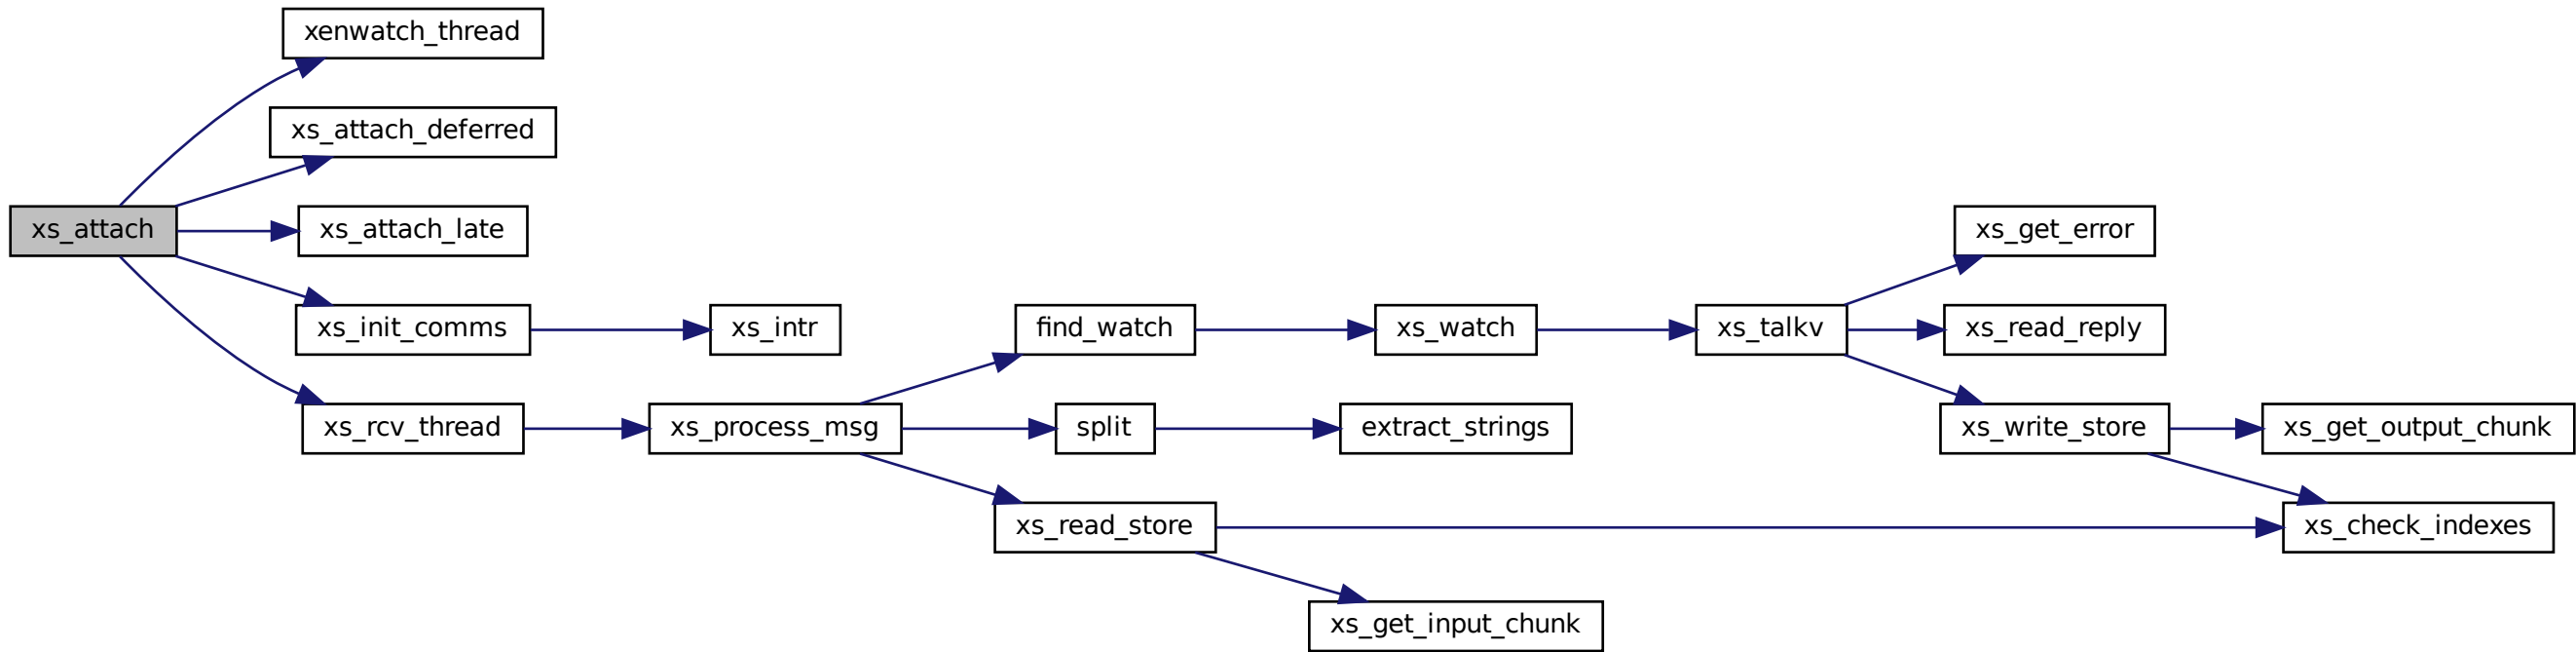 xenwatch_thread
xs_attach_deferred
xs_attach
xs_attach_late
xs_get_error
xs_init_comms
xs_intr
find_watch
xs_watch
xs_talkv
xs_read_reply
xs_rcv_thread
xs_process_msg
split
extract_strings
xs_write_store
xs_get_output_chunk
xs_read_store
xs_check_indexes
xs_get_input_chunk